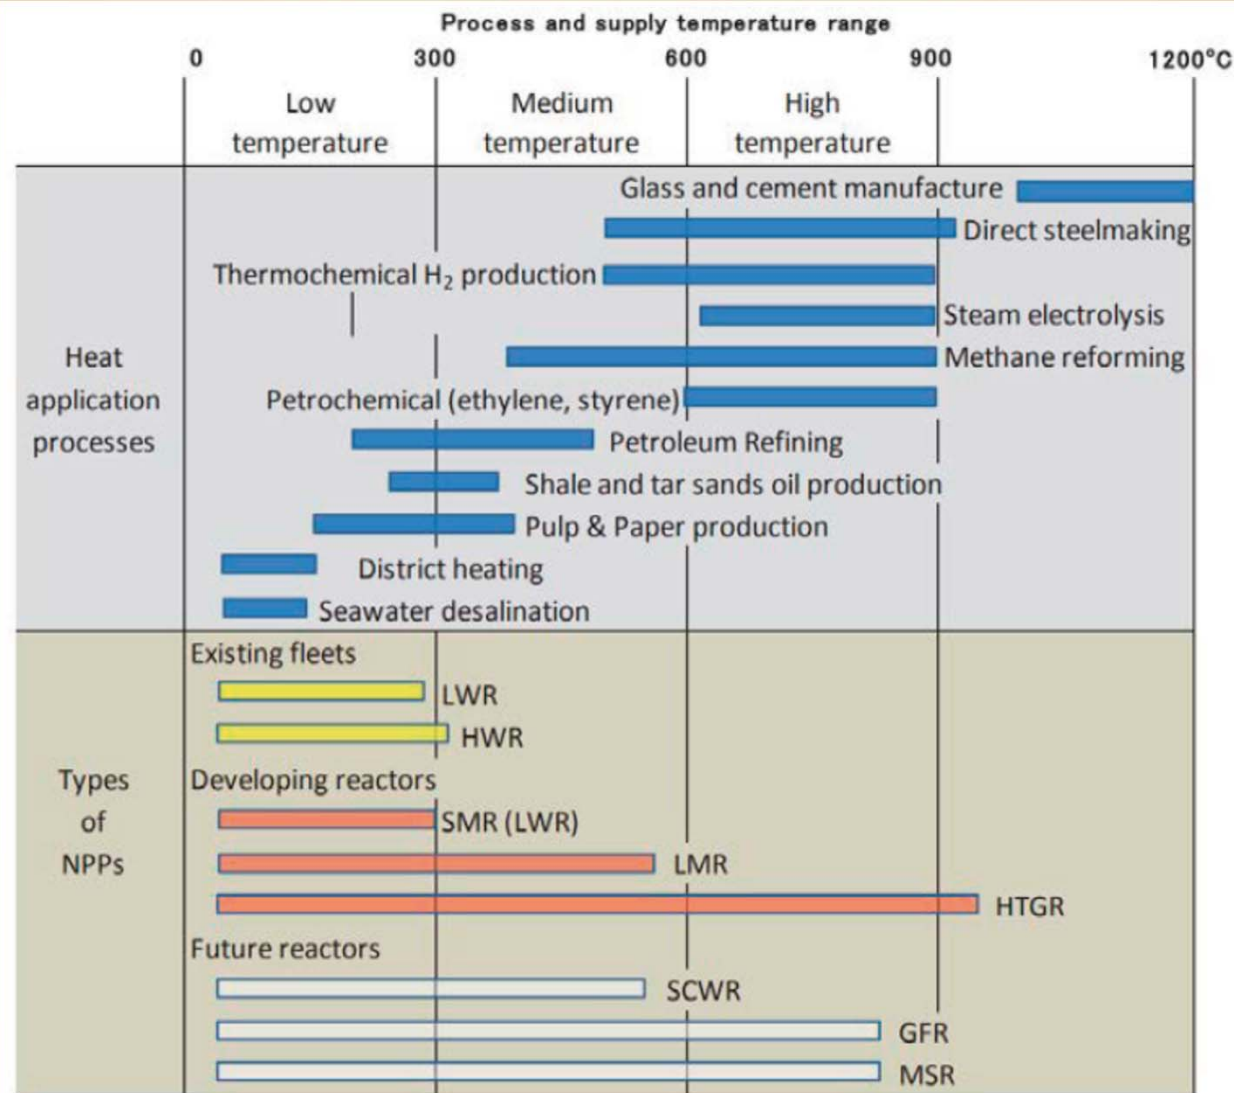 Process and supply temperature range
0 300 600 900 1200°C
Low temperature
Medium temperature
High temperature
Heat application processes
Glass and cement manufacture
Direct steelmaking
Thermochemical H₂ production
Steam electrolysis
Methane reforming
Petrochemical (ethylene, styrene)
Petroleum Refining
Shale and tar sands oil production
Pulp & Paper production
District heating
Seawater desalination
Types of NPPs
Existing fleets
LWR
HWR
Developing reactors
SMR (LWR)
LMR
HTGR
Future reactors
SCWR
GFR
MSR